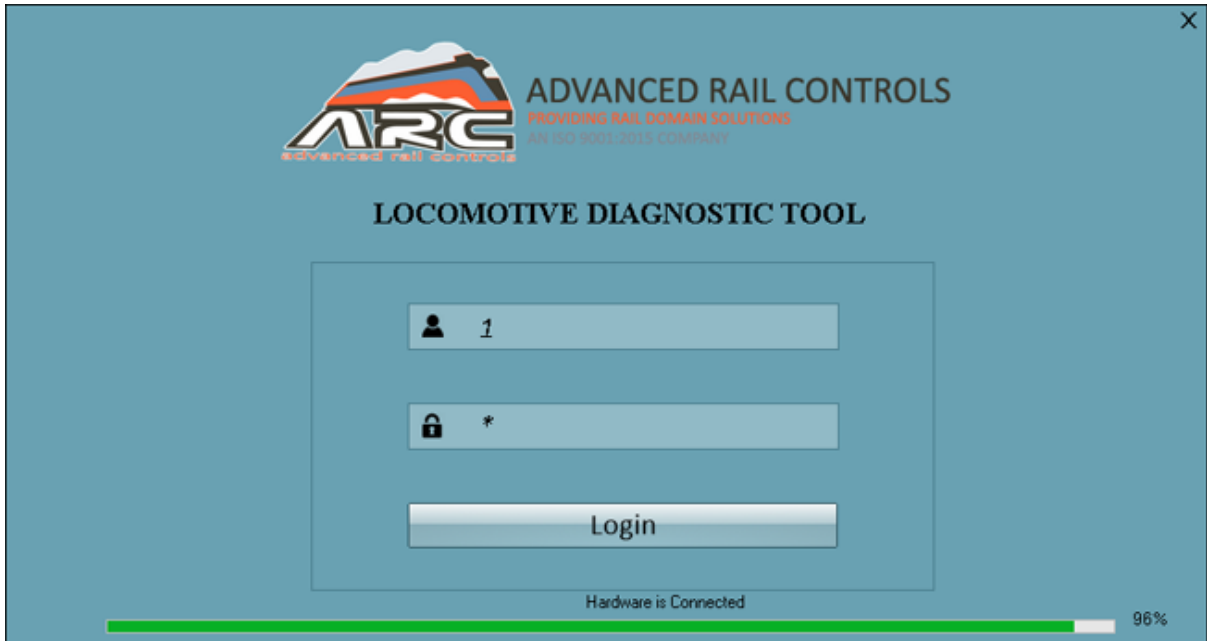 X
ARC
advanced rail controls
ADVANCED RAIL CONTROLS
PROVIDING RAIL DOMAIN SOLUTIONS
AN ISO 9001:2015 COMPANY
LOCOMOTIVE DIAGNOSTIC TOOL
1
*
Login
Hardware is Connected
96%